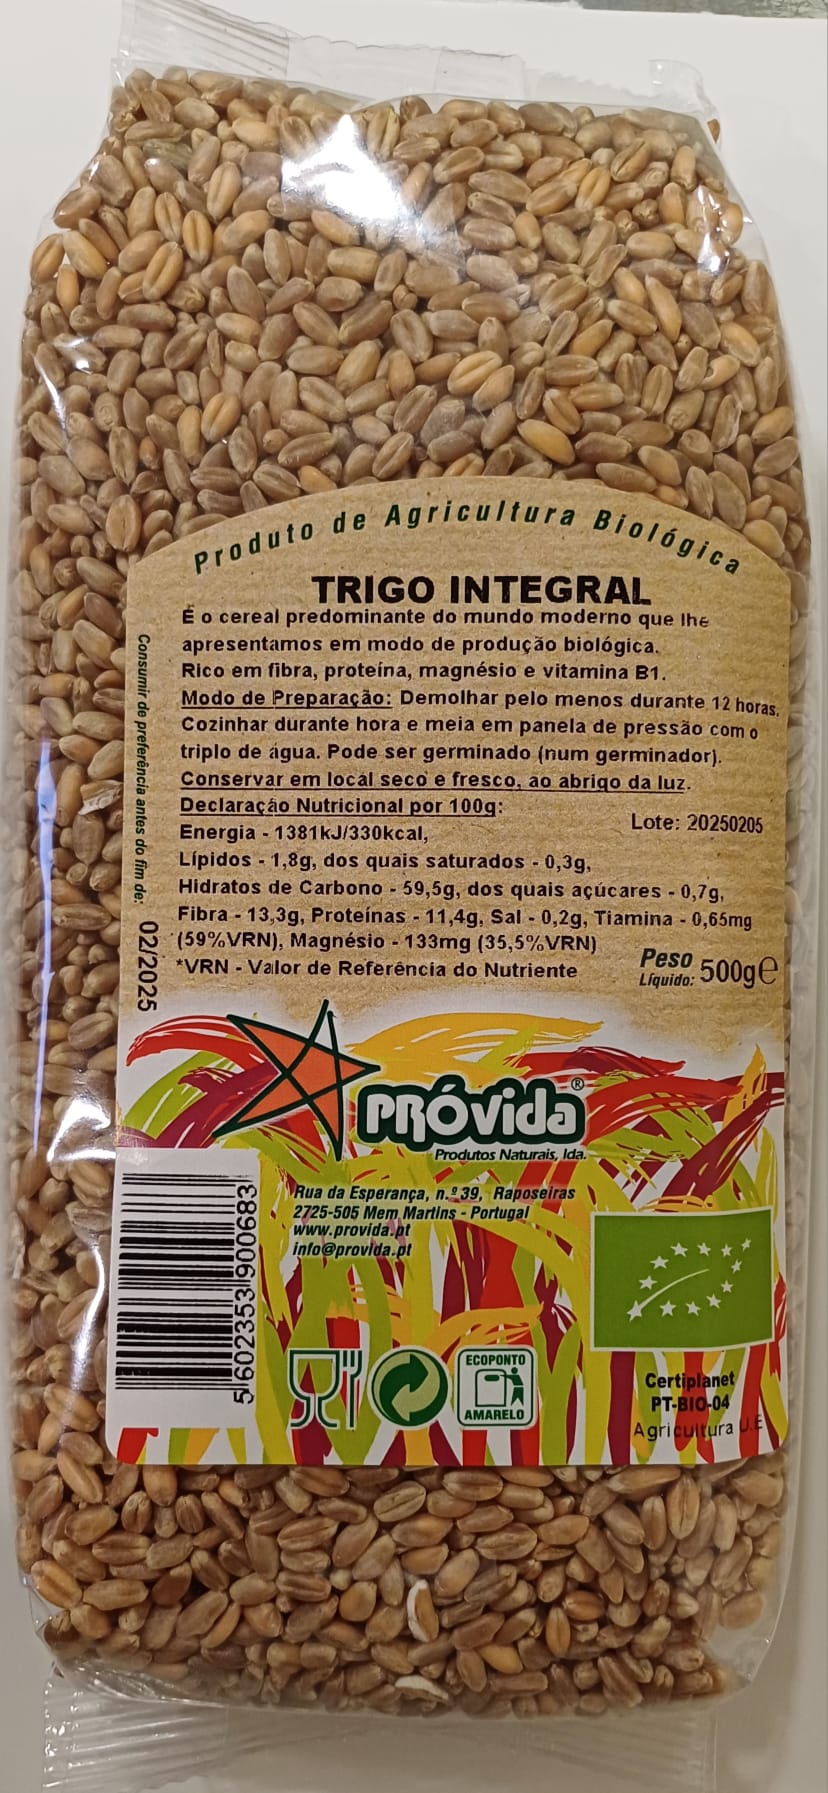 Produto de Agricultura Biológica
TRIGO INTEGRAL
É o cereal predominante do mundo moderno que lhe
apresentamos em modo de produção biológica.
Rico em fibra, proteína, magnésio e vitamina B1.
Modo de Preparação: Demolhar pelo menos durante 12 horas.
Cozinhar durante hora e meia em panela de pressão com o
triplo de água. Pode ser germinado (num germinador).
Conservar em local seco e fresco, ao abrigo da luz.
Declaração Nutricional por 100g:
Lote: 20250205
Energia - 1381kJ/330kcal,
Lípidos - 1,8g, dos quais saturados - 0,3g,
Hidratos de Carbono - 59,5g, dos quais açúcares - 0,7g,
Fibra - 13,3g, Proteínas - 11,4g, Sal - 0,2g, Tiamina - 0,65mg
(59%VRN), Magnésio - 133mg (35,5%VRN)
*VRN - Valor de Referência do Nutriente
Peso
Líquido: 500g℮
Consumir de preferência antes do fim de: 02/2025
PRÓvida®
Produtos Naturais, lda.
Rua da Esperança, n.º 39, Raposeiras
2725-505 Mem Martins - Portugal
www.provida.pt
info@provida.pt
5 602353 900683
ECOPONTO
AMARELO
Certiplanet
PT-BIO-04
Agricultura U.E